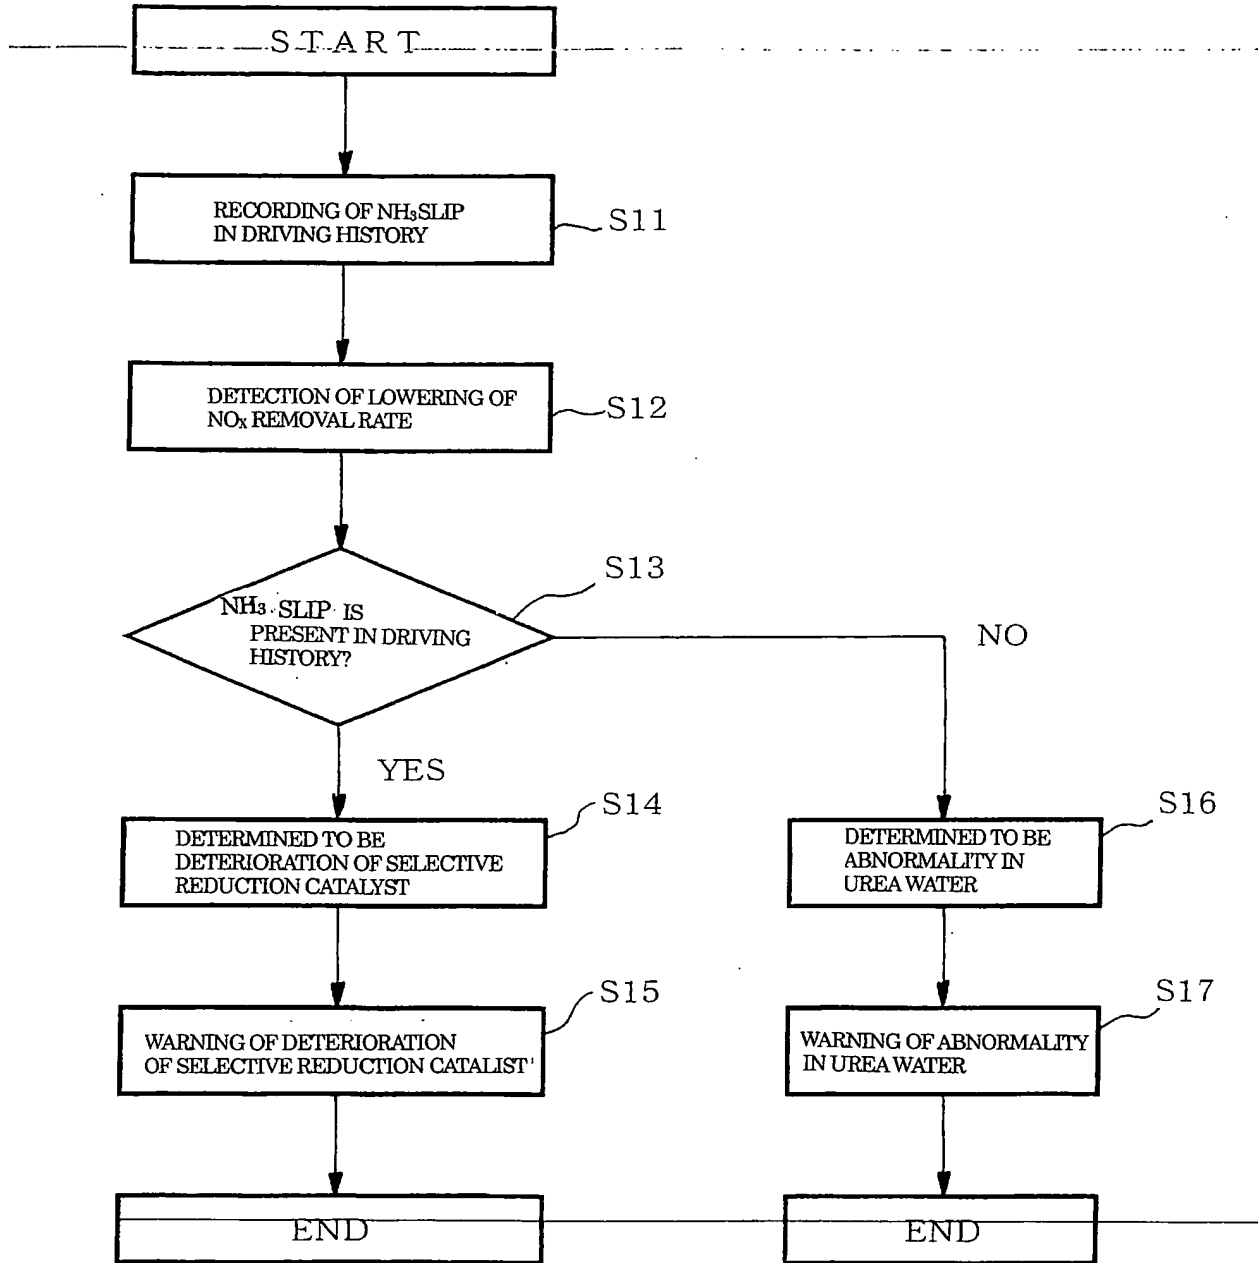 START
RECORDING OF NH₃ SLIP
IN DRIVING HISTORY
S11
DETECTION OF LOWERING OF
NOx REMOVAL RATE
S12
S13
NH₃ SLIP IS
PRESENT IN DRIVING
HISTORY?
NO
YES
S14
DETERMINED TO BE
DETERIORATION OF SELECTIVE
REDUCTION CATALYST
S16
DETERMINED TO BE
ABNORMALITY IN
UREA WATER
S15
WARNING OF DETERIORATION
OF SELECTIVE REDUCTION CATALIST
S17
WARNING OF ABNORMALITY
IN UREA WATER
END
END